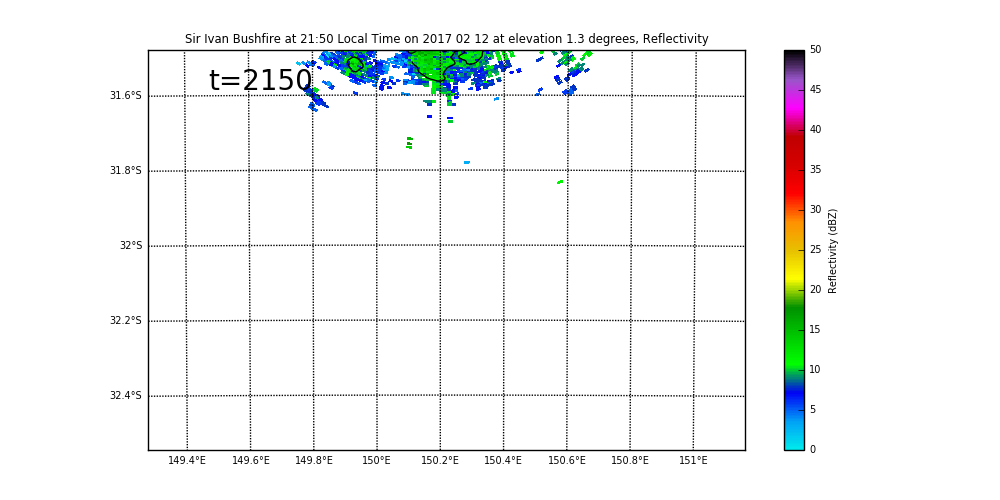 Sir Ivan Bushfire at 21:50 Local Time on 2017 02 12 at elevation 1.3 degrees, Reflectivity
t=2150
31.6°S
31.8°S
32°S
32.2°S
32.4°S
149.4°E 149.6°E 149.8°E 150°E 150.2°E 150.4°E 150.6°E 150.8°E 151°E
50
45
40
35
30
25
20
15
10
5
0
Reflectivity (dBZ)